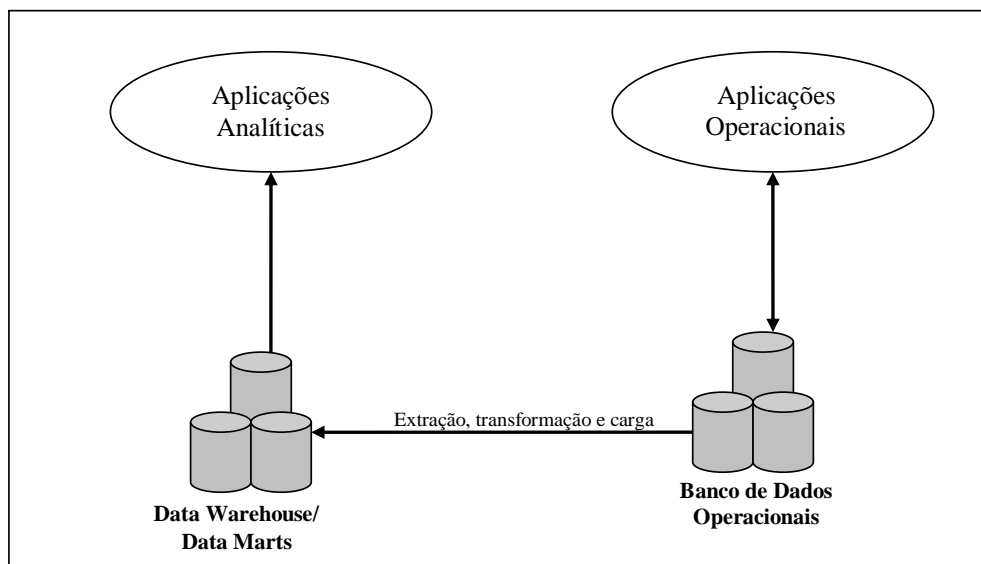 Aplicações
Analíticas
Aplicações
Operacionais
Extração, transformação e carga
Data Warehouse/
Data Marts
Banco de Dados
Operacionais